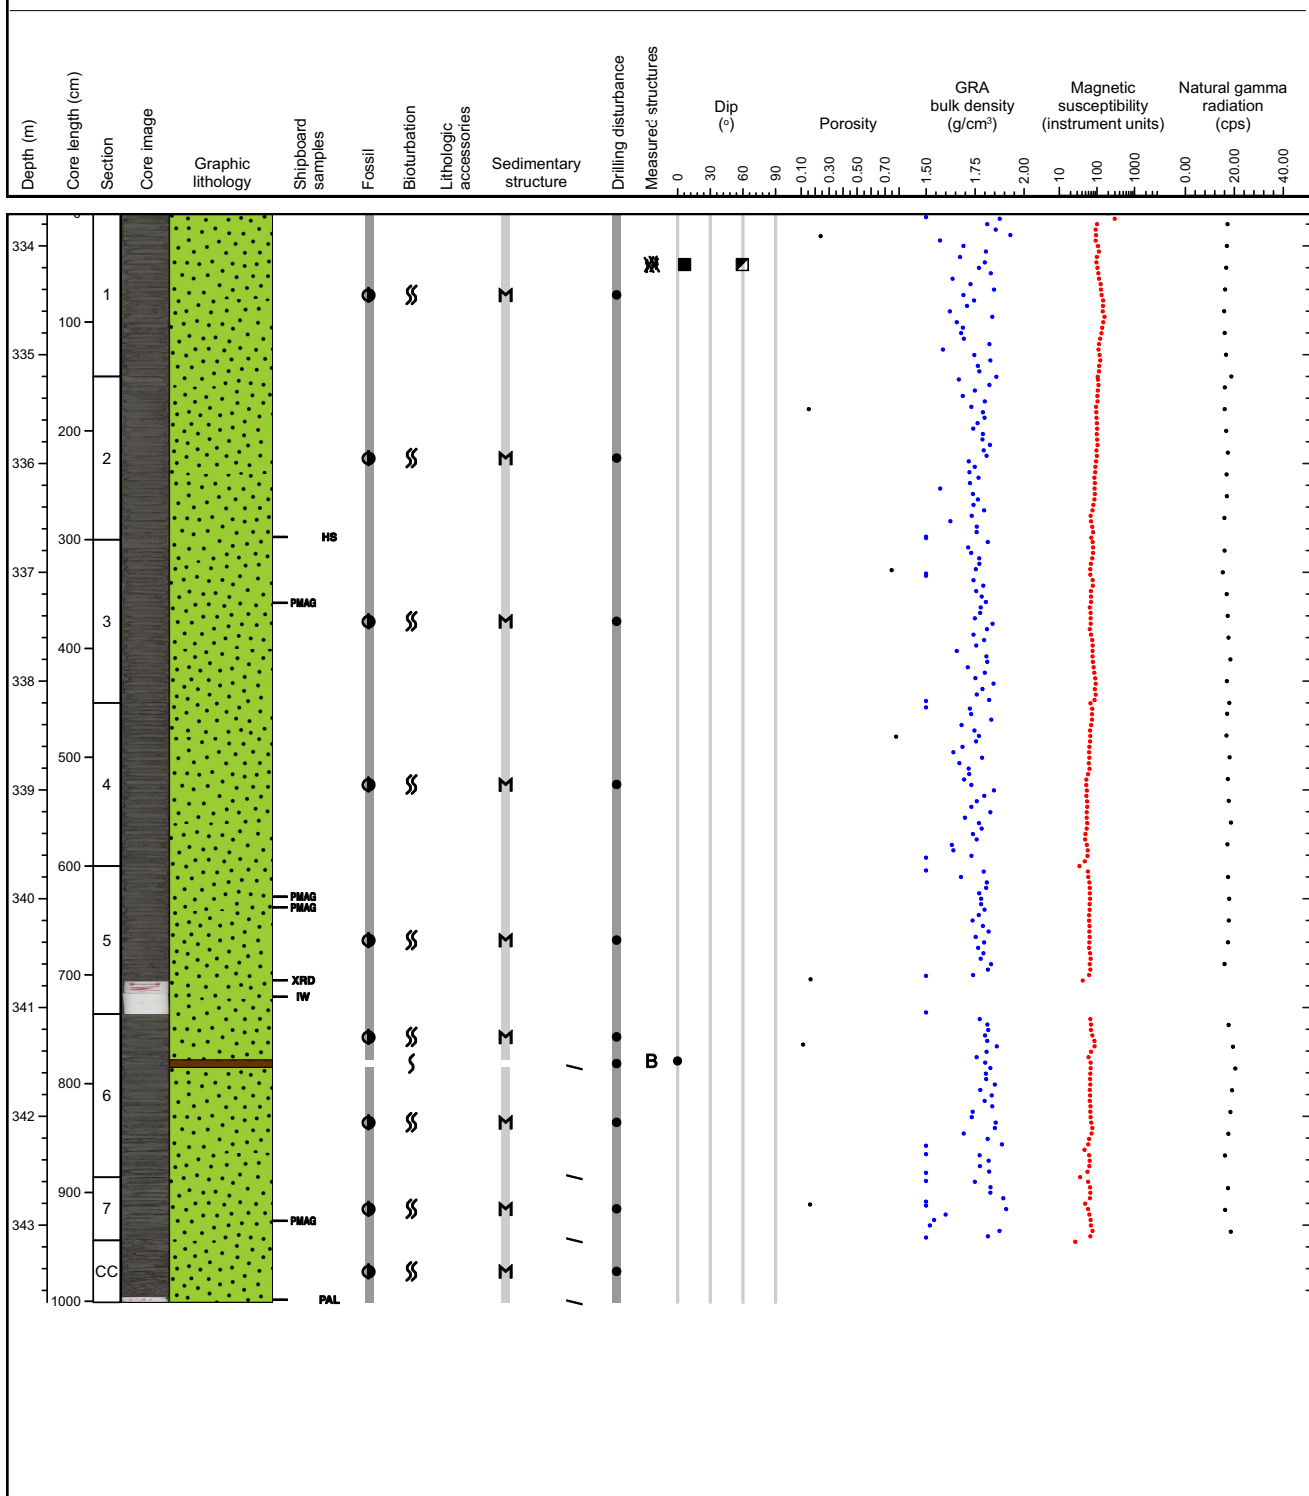 Depth (m)
Core length (cm)
Section
Core image
Graphic
lithology
Shipboard
samples
Fossil
Bioturbation
Lithologic
accessories
Sedimentary
structure
Drilling disturbance
Measured structures
Dip
(°)
Porosity
GRA
bulk density
(g/cm³)
Magnetic
susceptibility
(instrument units)
Natural gamma
radiation
(cps)
0 30 60 90
0.10 0.30 0.50 0.70
1.50 1.75 2.00
10 100 1000
0.00 20.00 40.00
0
334
1
M
100
335
200
336
2
M
HS
300
337
PMAG
3
M
400
338
500
339
4
M
600
PMAG
340
PMAG
5
M
700
XRD
IW
341
M
B
800
6
342
M
900
7
M
PMAG
343
CC
M
1000
PAL